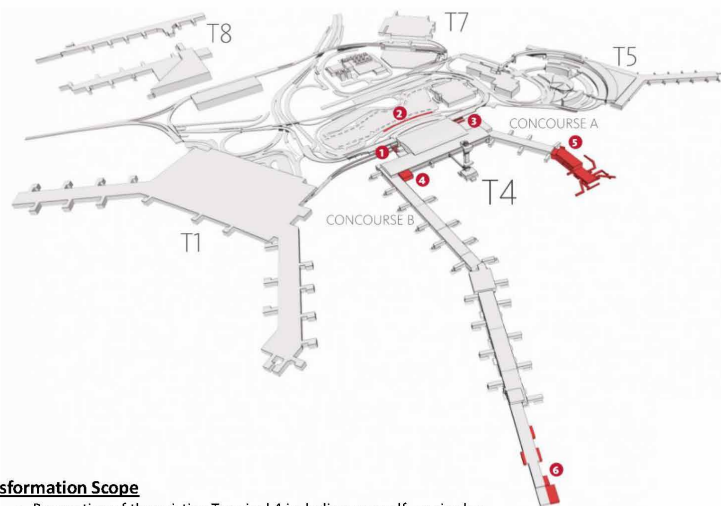 T8
T7
T5
2
3
CONCOURSE A
1
5
4
T4
CONCOURSE B
T1
6
sformation Scope